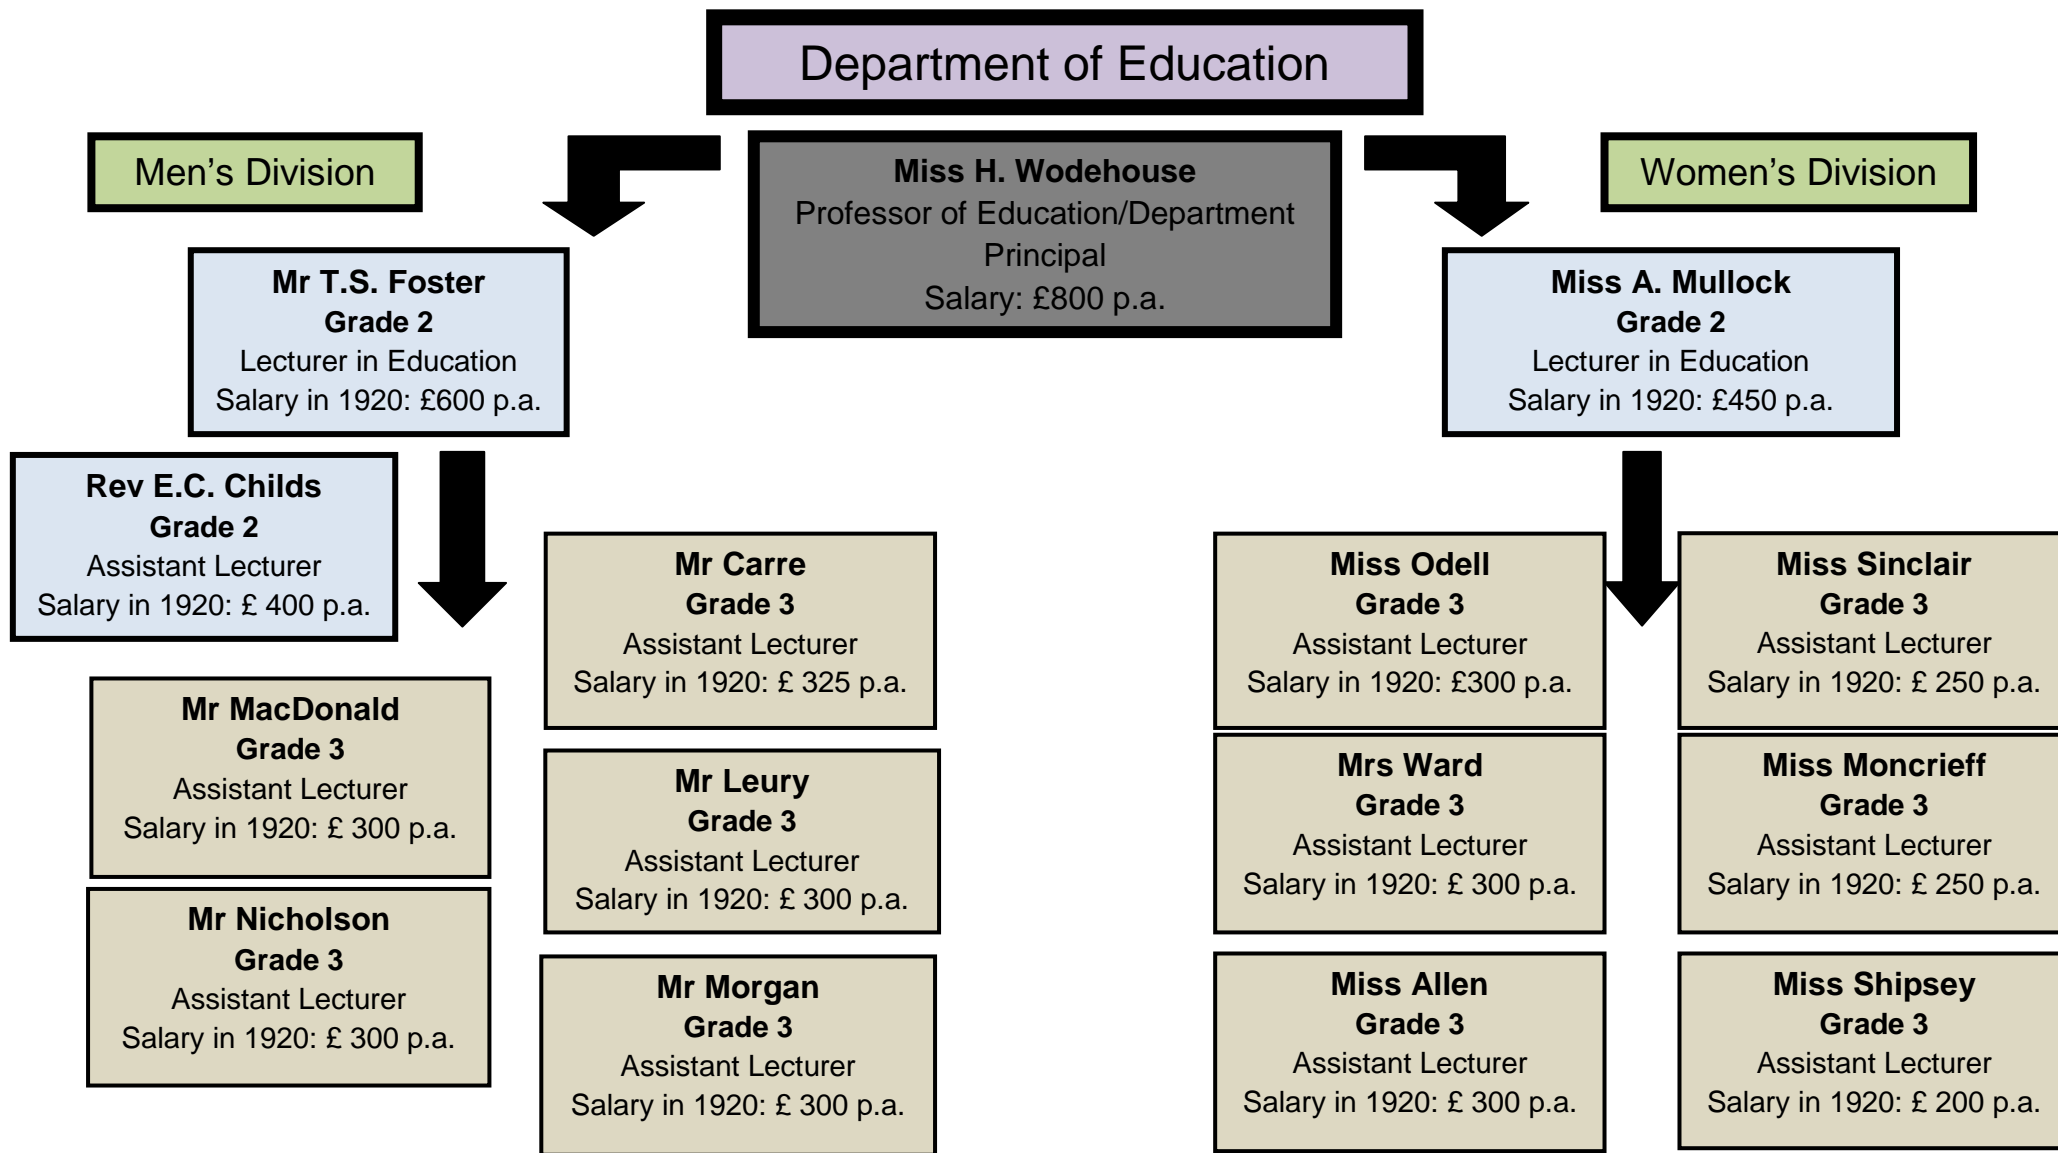 Department of Education
Men’s Division
Miss H. Wodehouse
Professor of Education/Department
Principal
Salary: £800 p.a.
Women’s Division
Mr T.S. Foster
Grade 2
Lecturer in Education
Salary in 1920: £600 p.a.
Miss A. Mullock
Grade 2
Lecturer in Education
Salary in 1920: £450 p.a.
Rev E.C. Childs
Grade 2
Assistant Lecturer
Salary in 1920: £ 400 p.a.
Mr Carre
Grade 3
Assistant Lecturer
Salary in 1920: £ 325 p.a.
Miss Odell
Grade 3
Assistant Lecturer
Salary in 1920: £300 p.a.
Miss Sinclair
Grade 3
Assistant Lecturer
Salary in 1920: £ 250 p.a.
Mr MacDonald
Grade 3
Assistant Lecturer
Salary in 1920: £ 300 p.a.
Mr Leury
Grade 3
Assistant Lecturer
Salary in 1920: £ 300 p.a.
Mrs Ward
Grade 3
Assistant Lecturer
Salary in 1920: £ 300 p.a.
Miss Moncrieff
Grade 3
Assistant Lecturer
Salary in 1920: £ 250 p.a.
Mr Nicholson
Grade 3
Assistant Lecturer
Salary in 1920: £ 300 p.a.
Mr Morgan
Grade 3
Assistant Lecturer
Salary in 1920: £ 300 p.a.
Miss Allen
Grade 3
Assistant Lecturer
Salary in 1920: £ 300 p.a.
Miss Shipsey
Grade 3
Assistant Lecturer
Salary in 1920: £ 200 p.a.